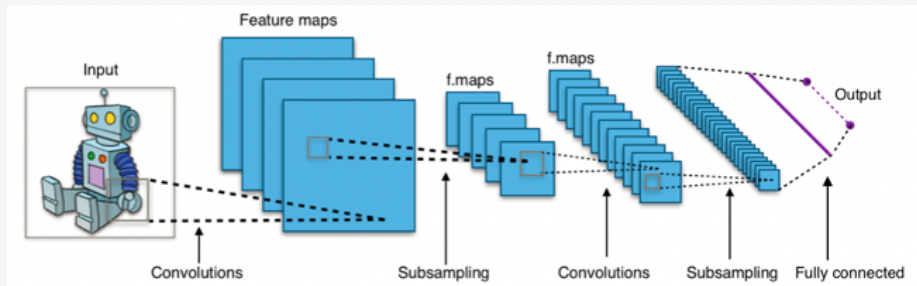 Feature maps
Input
f.maps
f.maps
Output
Convolutions
Subsampling
Convolutions
Subsampling
Fully connected